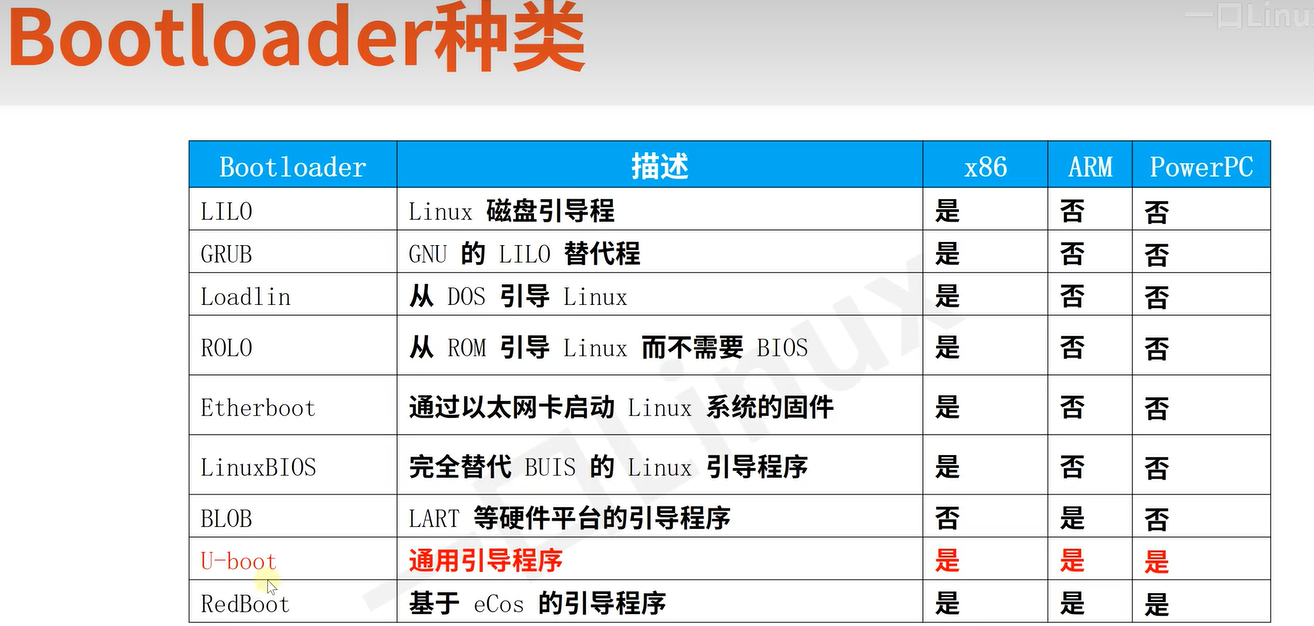 一口Linu
Bootloader种类
Bootloader 描述 x86 ARM PowerPC
LILO Linux 磁盘引导程 是 否 否
GRUB GNU 的 LILO 替代程 是 否 否
Loadlin 从 DOS 引导 Linux 是 否 否
ROLO 从 ROM 引导 Linux 而不需要 BIOS 是 否 否
Etherboot 通过以太网卡启动 Linux 系统的固件 是 否 否
LinuxBIOS 完全替代 BUIS 的 Linux 引导程序 是 否 否
BLOB LART 等硬件平台的引导程序 否 是 否
U-boot 通用引导程序 是 是 是
RedBoot 基于 eCos 的引导程序 是 是 是
一口Linux